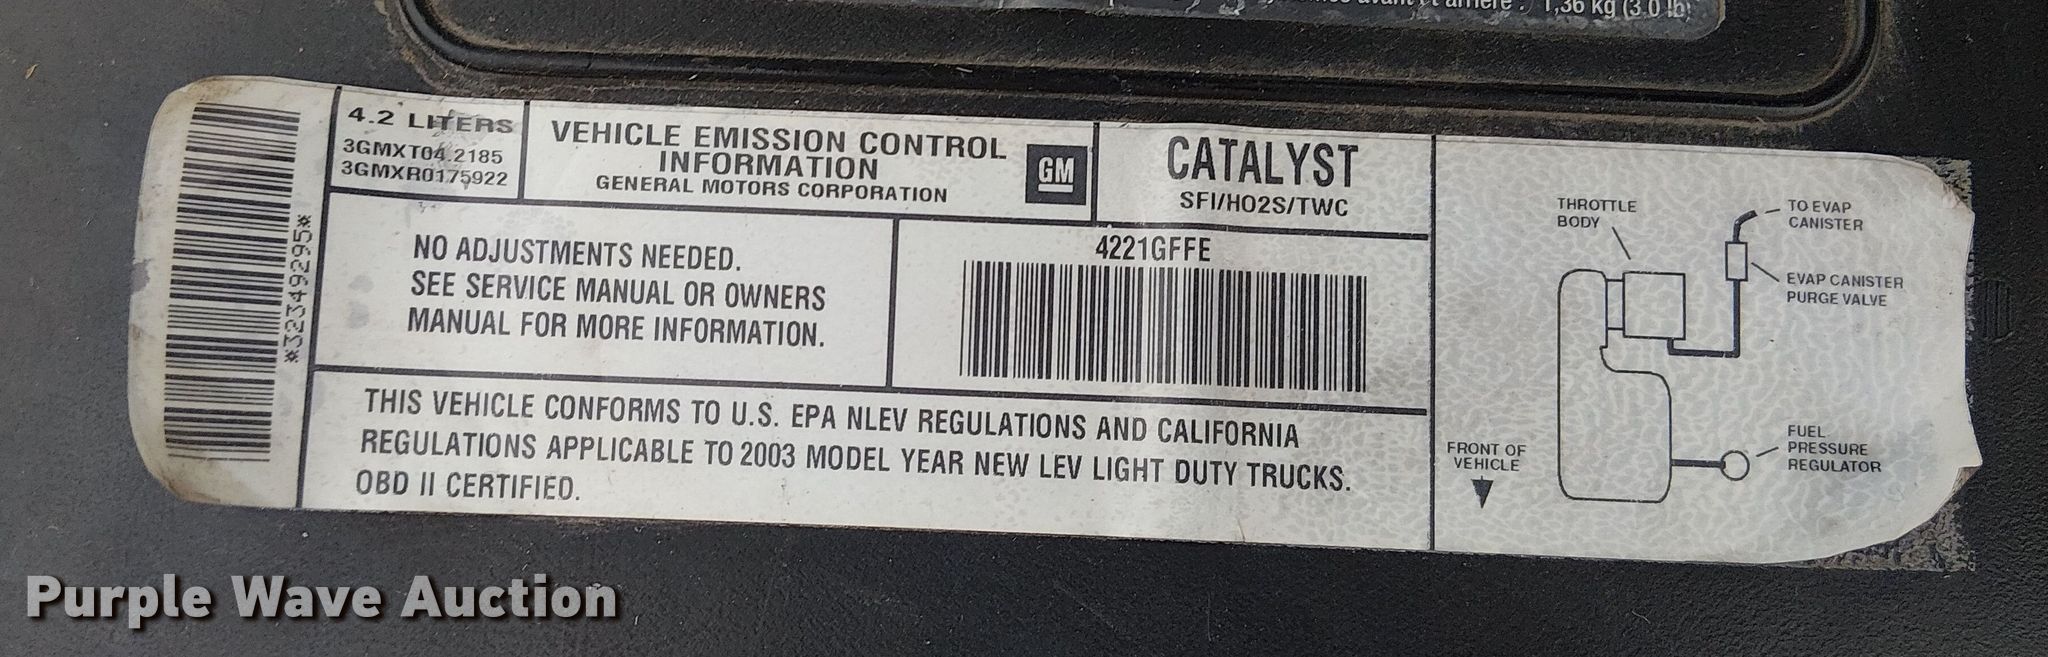 avant et arrière : 1,36 kg (3.0 lb)
*323349295*
4.2 LITERS
3GMXT04.2185
3GMXR0175922
VEHICLE EMISSION CONTROL
INFORMATION
GENERAL MOTORS CORPORATION
GM
CATALYST
SFI/HO2S/TWC
NO ADJUSTMENTS NEEDED.
SEE SERVICE MANUAL OR OWNERS
MANUAL FOR MORE INFORMATION.
4221GFFE
THIS VEHICLE CONFORMS TO U.S. EPA NLEV REGULATIONS AND CALIFORNIA
REGULATIONS APPLICABLE TO 2003 MODEL YEAR NEW LEV LIGHT DUTY TRUCKS.
OBD II CERTIFIED.
THROTTLE
BODY
TO EVAP
CANISTER
EVAP CANISTER
PURGE VALVE
FRONT OF
VEHICLE
FUEL
PRESSURE
REGULATOR
Purple Wave Auction